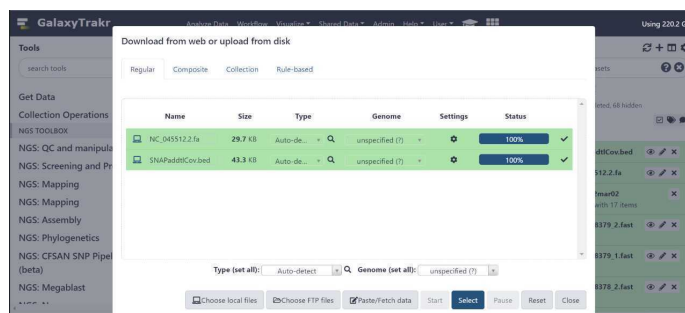 GalaxyTrakr
Analyze Data Workflow Visualize Shared Data Admin Help User
Using 220.2 G
Tools
search tools
Get Data
Collection Operations
NGS TOOLBOX
NGS: QC and manipula
NGS: Screening and Pr
NGS: Mapping
NGS: Mapping
NGS: Assembly
NGS: Phylogenetics
NGS: CFSAN SNP Pipel
(beta)
NGS: Megablast
Download from web or upload from disk
Regular Composite Collection Rule-based
Name Size Type Genome Settings Status
NC_045512.2.fa 29.7 KB Auto-de... unspecified (?) 100%
SNAPaddtlCov.bed 43.3 KB Auto-de... unspecified (?) 100%
Type (set all): Auto-detect Genome (set all): unspecified (?)
Choose local files Choose FTP files Paste/Fetch data Start Select Pause Reset Close
asets
68 hidden
dtlCov.bed
512.2.fa
2mar02
with 17 items
8379_2.fast
8379_1.fast
8378_2.fast